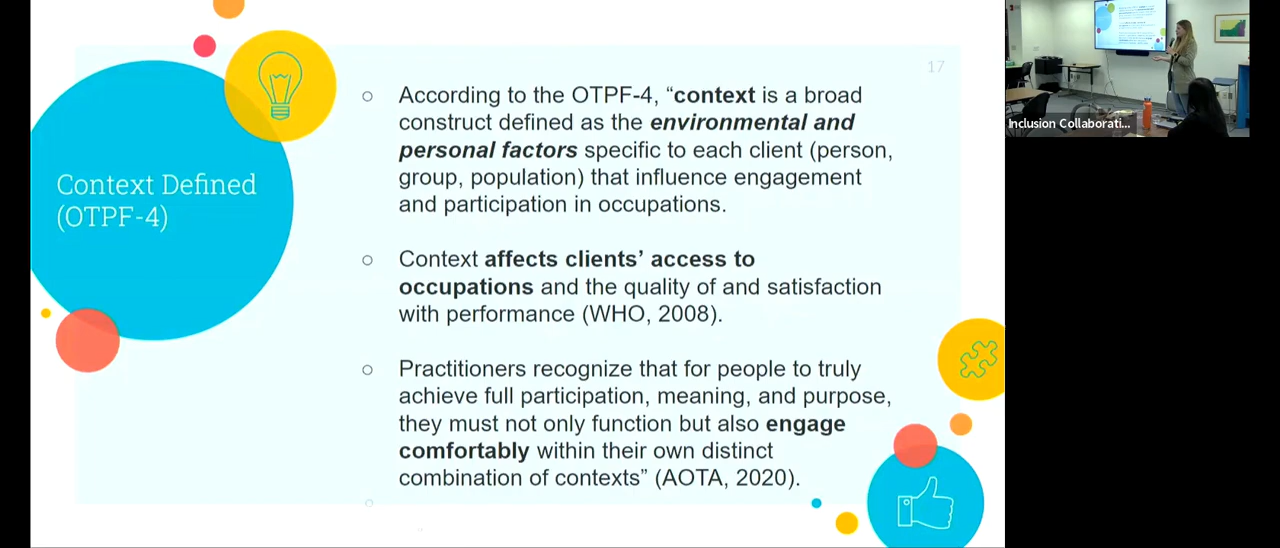 17
Context Defined
(OTPF-4)
○ According to the OTPF-4, “context is a broad
construct defined as the environmental and
personal factors specific to each client (person,
group, population) that influence engagement
and participation in occupations.
○ Context affects clients’ access to
occupations and the quality of and satisfaction
with performance (WHO, 2008).
○ Practitioners recognize that for people to truly
achieve full participation, meaning, and purpose,
they must not only function but also engage
comfortably within their own distinct
combination of contexts” (AOTA, 2020).
Inclusion Collaborati...